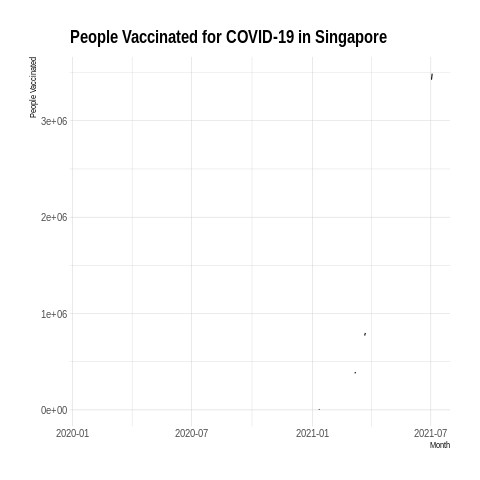 People Vaccinated for COVID-19 in Singapore
People Vaccinated
3e+06
2e+06
1e+06
0e+00
2020-01 2020-07 2021-01 2021-07
Month